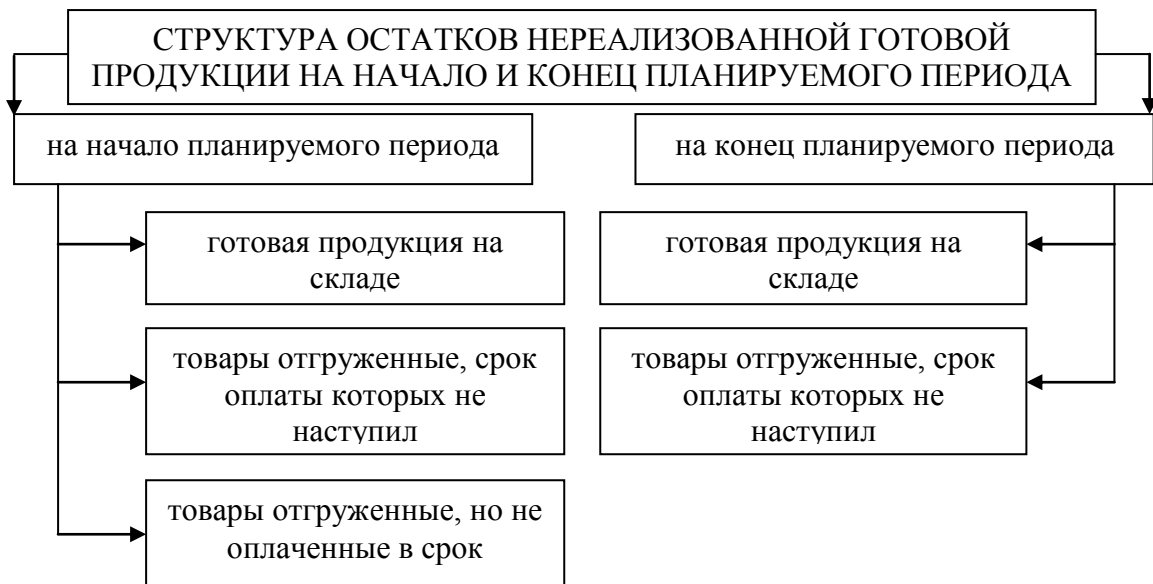 СТРУКТУРА ОСТАТКОВ НЕРЕАЛИЗОВАННОЙ ГОТОВОЙ
ПРОДУКЦИИ НА НАЧАЛО И КОНЕЦ ПЛАНИРУЕМОГО ПЕРИОДА
на начало планируемого периода
на конец планируемого периода
готовая продукция на
складе
готовая продукция на
складе
товары отгруженные, срок
оплаты которых не
наступил
товары отгруженные, срок
оплаты которых не
наступил
товары отгруженные, но не
оплаченные в срок